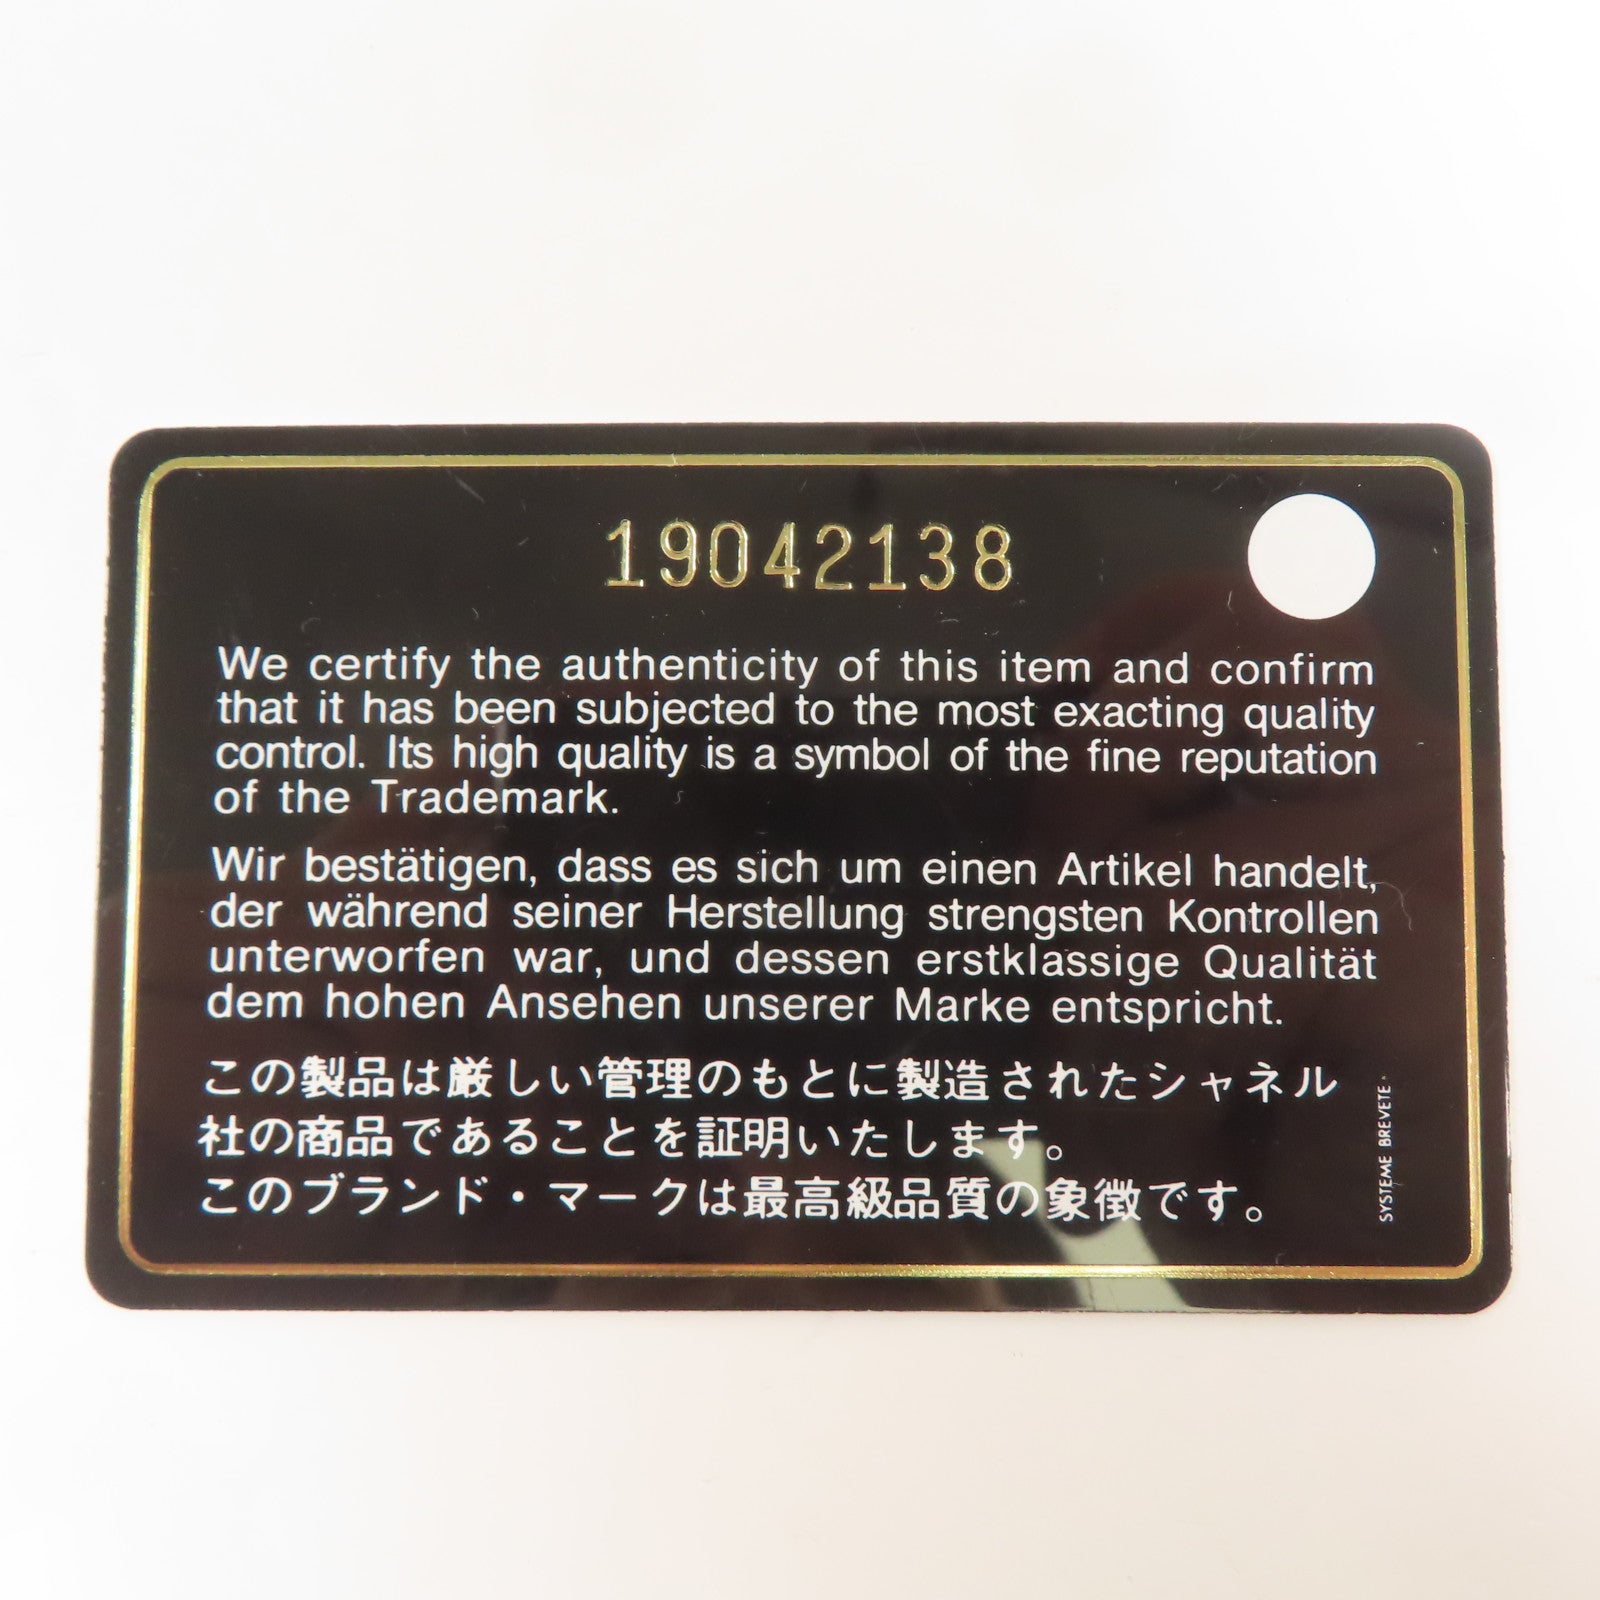 19042138
We certify the authenticity of this item and confirm
that it has been subjected to the most exacting quality
control. Its high quality is a symbol of the fine reputation
of the Trademark.
Wir bestätigen, dass es sich um einen Artikel handelt,
der während seiner Herstellung strengsten Kontrollen
unterworfen war, und dessen erstklassige Qualität
dem hohen Ansehen unserer Marke entspricht.
この製品は厳しい管理のもとに製造されたシャネル
社の商品であることを証明いたします。
このブランド・マークは最高級品質の象徴です。
SYSTEME BREVETE